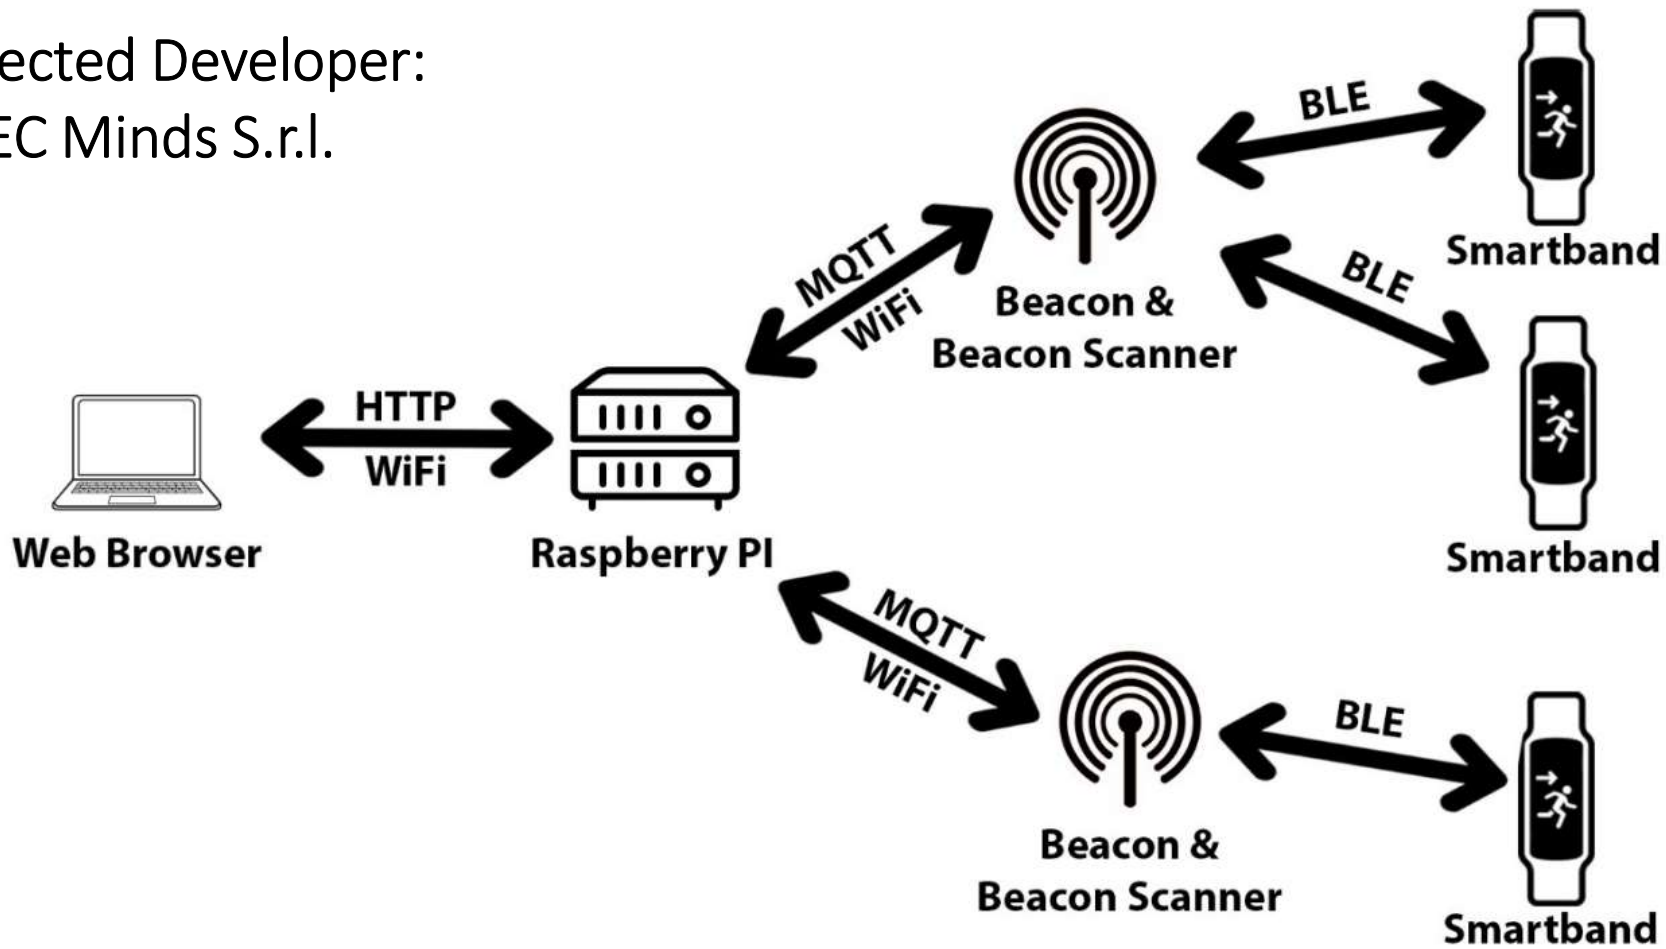 ected Developer:
EC Minds S.r.l.
BLE
Smartband
MQTT
WiFi
Beacon &
Beacon Scanner
BLE
Smartband
HTTP
WiFi
Web Browser
Raspberry PI
MQTT
WiFi
Beacon &
Beacon Scanner
BLE
Smartband